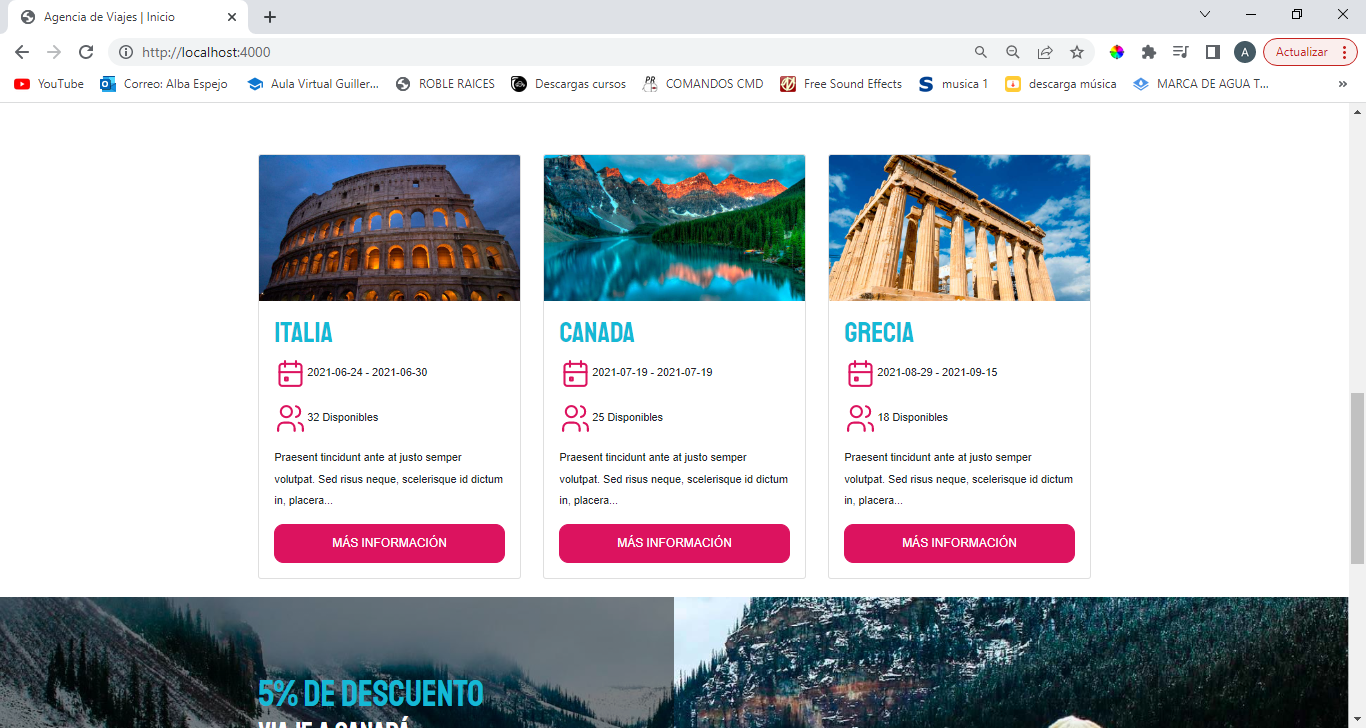 Agencia de Viajes | Inicio
http://localhost:4000
A
Actualizar
YouTube
Correo: Alba Espejo
Aula Virtual Guiller...
ROBLE RAICES
Descargas cursos
COMANDOS CMD
Free Sound Effects
musica 1
descarga música
MARCA DE AGUA T...
»
ITALIA
2021-06-24 - 2021-06-30
32 Disponibles
Praesent tincidunt ante at justo semper
volutpat. Sed risus neque, scelerisque id dictum
in, placera...
MÁS INFORMACIÓN
CANADA
2021-07-19 - 2021-07-19
25 Disponibles
Praesent tincidunt ante at justo semper
volutpat. Sed risus neque, scelerisque id dictum
in, placera...
MÁS INFORMACIÓN
GRECIA
2021-08-29 - 2021-09-15
18 Disponibles
Praesent tincidunt ante at justo semper
volutpat. Sed risus neque, scelerisque id dictum
in, placera...
MÁS INFORMACIÓN
5% DE DESCUENTO
VIAJE A CANADÁ